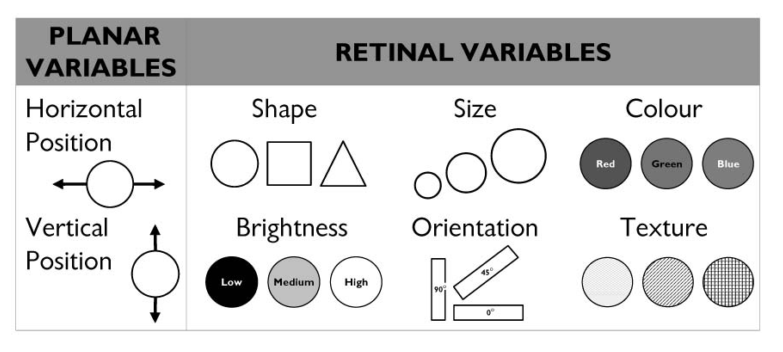 PLANAR
VARIABLES
RETINAL VARIABLES
Horizontal
Position
Vertical
Position
Shape
Size
Colour
Red Green Blue
Brightness
Orientation
Texture
Low Medium High
90°
45°
0°